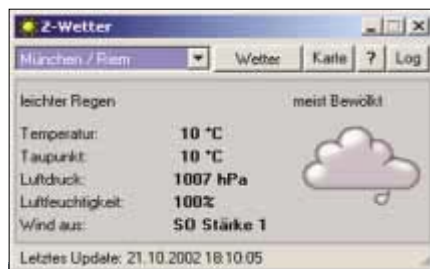 Z-Wetter
München / Riem Wetter Karte ? Log
leichter Regen meist Bewölkt
Temperatur: 10 °C
Taupunkt: 10 °C
Luftdruck: 1007 hPa
Luftfeuchtigkeit: 100%
Wind aus: SO Stärke 1
Letztes Update: 21.10.2002 18:10:05